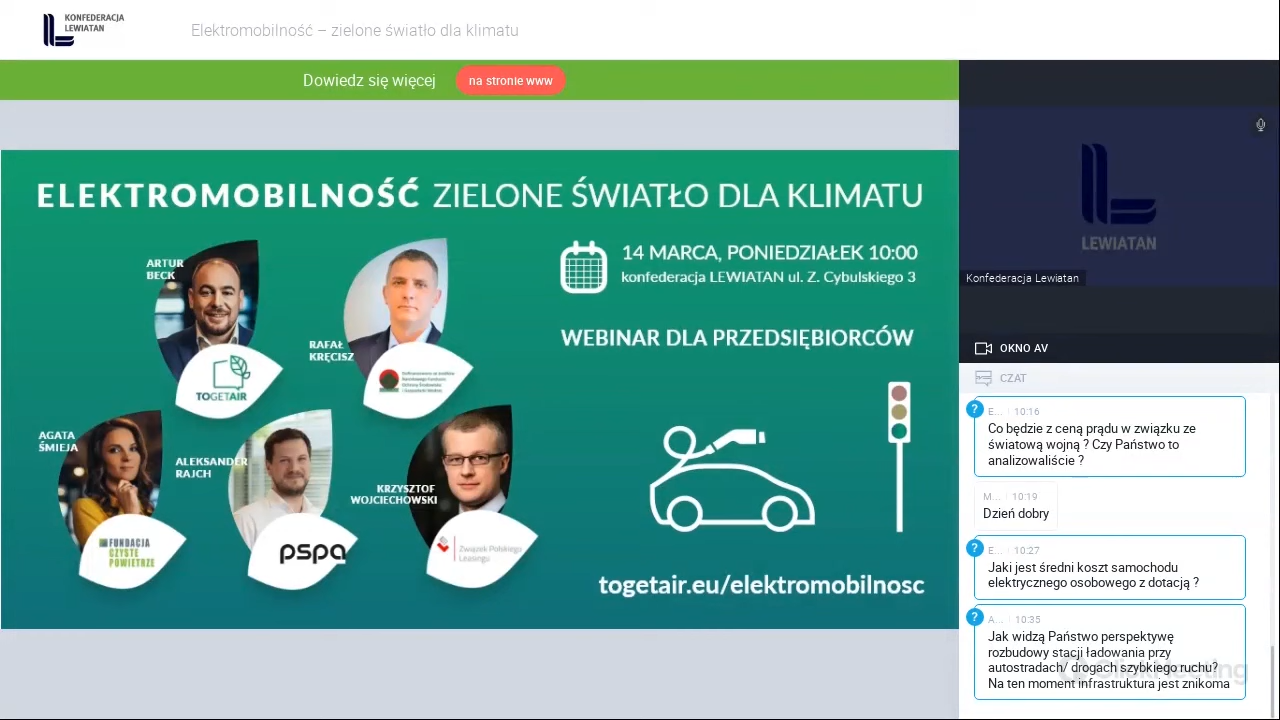 KONFEDERACJA
LEWIATAN
Elektromobilność – zielone światło dla klimatu
Dowiedz się więcej
na stronie www
ELEKTROMOBILNOŚĆ ZIELONE ŚWIATŁO DLA KLIMATU
14 MARCA, PONIEDZIAŁEK 10:00
konfederacja LEWIATAN ul. Z. Cybulskiego 3
WEBINAR DLA PRZEDSIĘBIORCÓW
ARTUR
BECK
TOGETAIR
RAFAŁ
KRĘCISZ
AGATA
ŚMIEJA
FUNDACJA
CZYSTE
POWIETRZE
ALEKSANDER
RAJCH
pspa
KRZYSZTOF
WOJCIECHOWSKI
Związek Polskiego
Leasingu
togetair.eu/elektromobilnosc
LEWIATAN
Konfederacja Lewiatan
OKNO AV
CZAT
? E... 10:16
Co będzie z ceną prądu w związku ze
światową wojną ? Czy Państwo to
analizowaliście ?
M... 10:19
Dzień dobry
? E... 10:27
Jaki jest średni koszt samochodu
elektrycznego osobowego z dotacją ?
? A... 10:35
Jak widzą Państwo perspektywę
rozbudowy stacji ładowania przy
autostradach/ drogach szybkiego ruchu?
Na ten moment infrastruktura jest znikoma
ClickMeeting